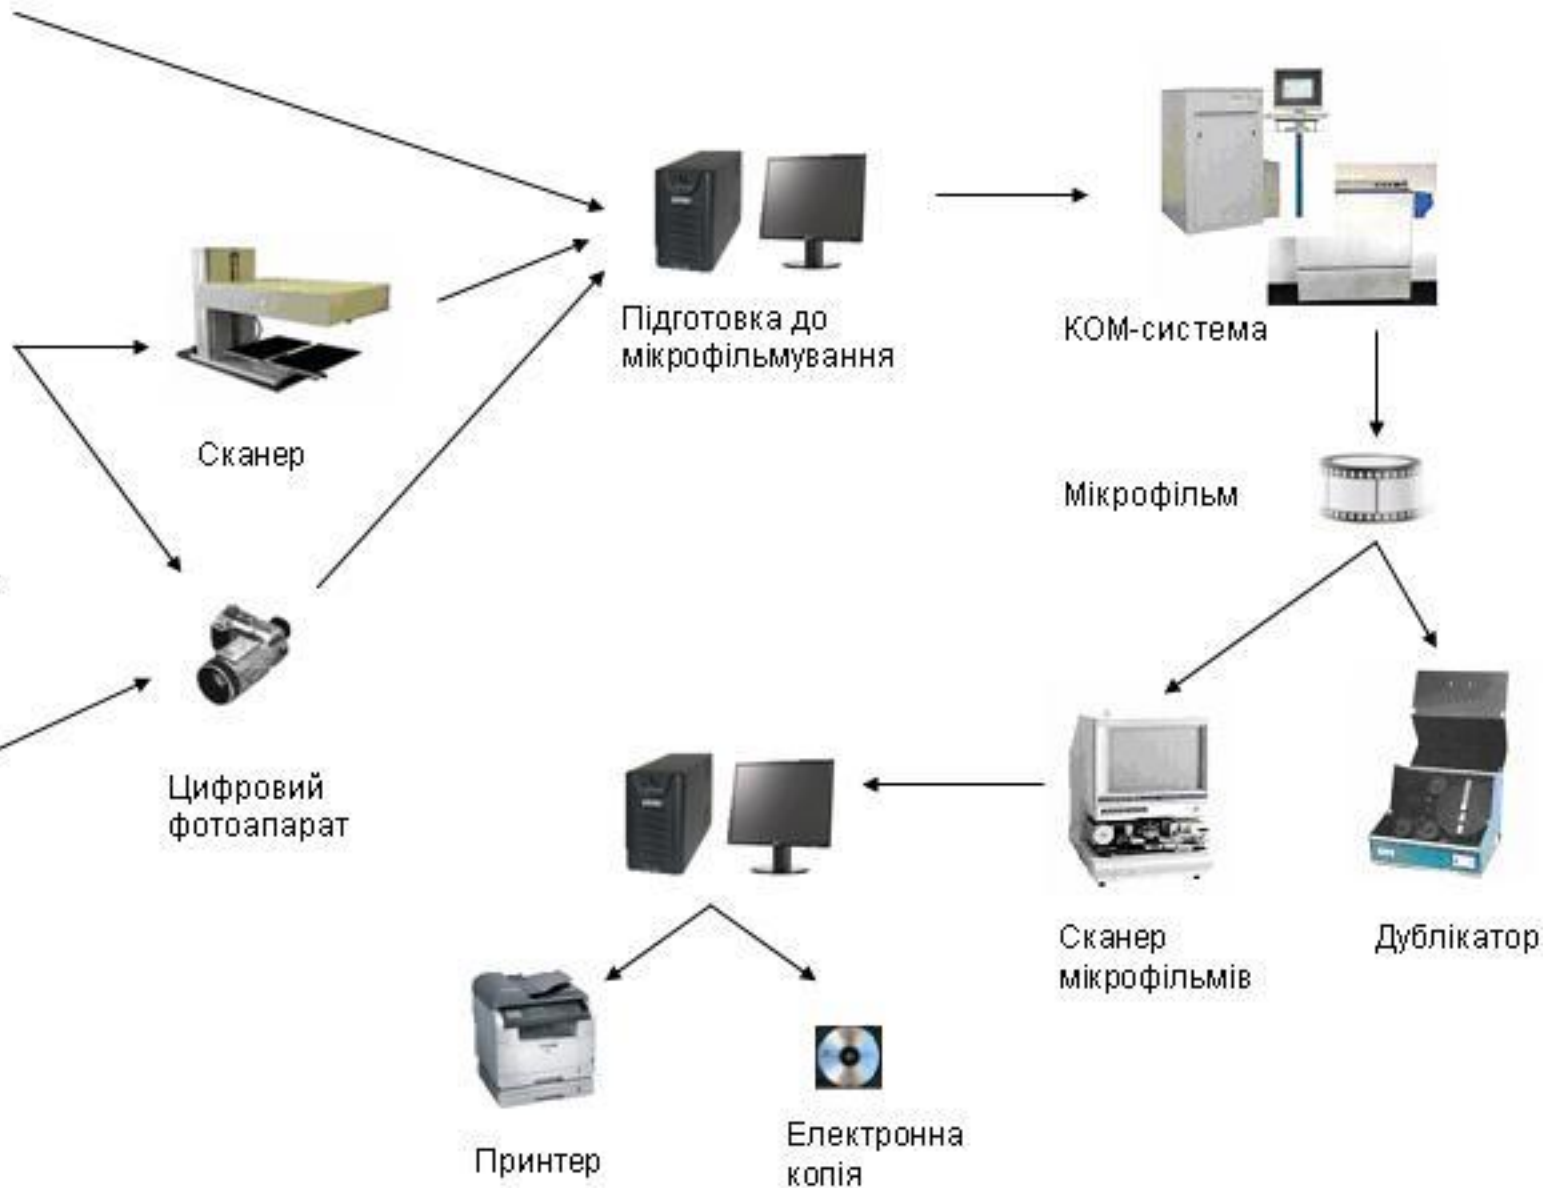 Підготовка до
мікрофільмування
КОМ-система
Сканер
Мікрофільм
Цифровий
фотоапарат
Сканер
мікрофільмів
Дублікатор
Принтер
Електронна
копія